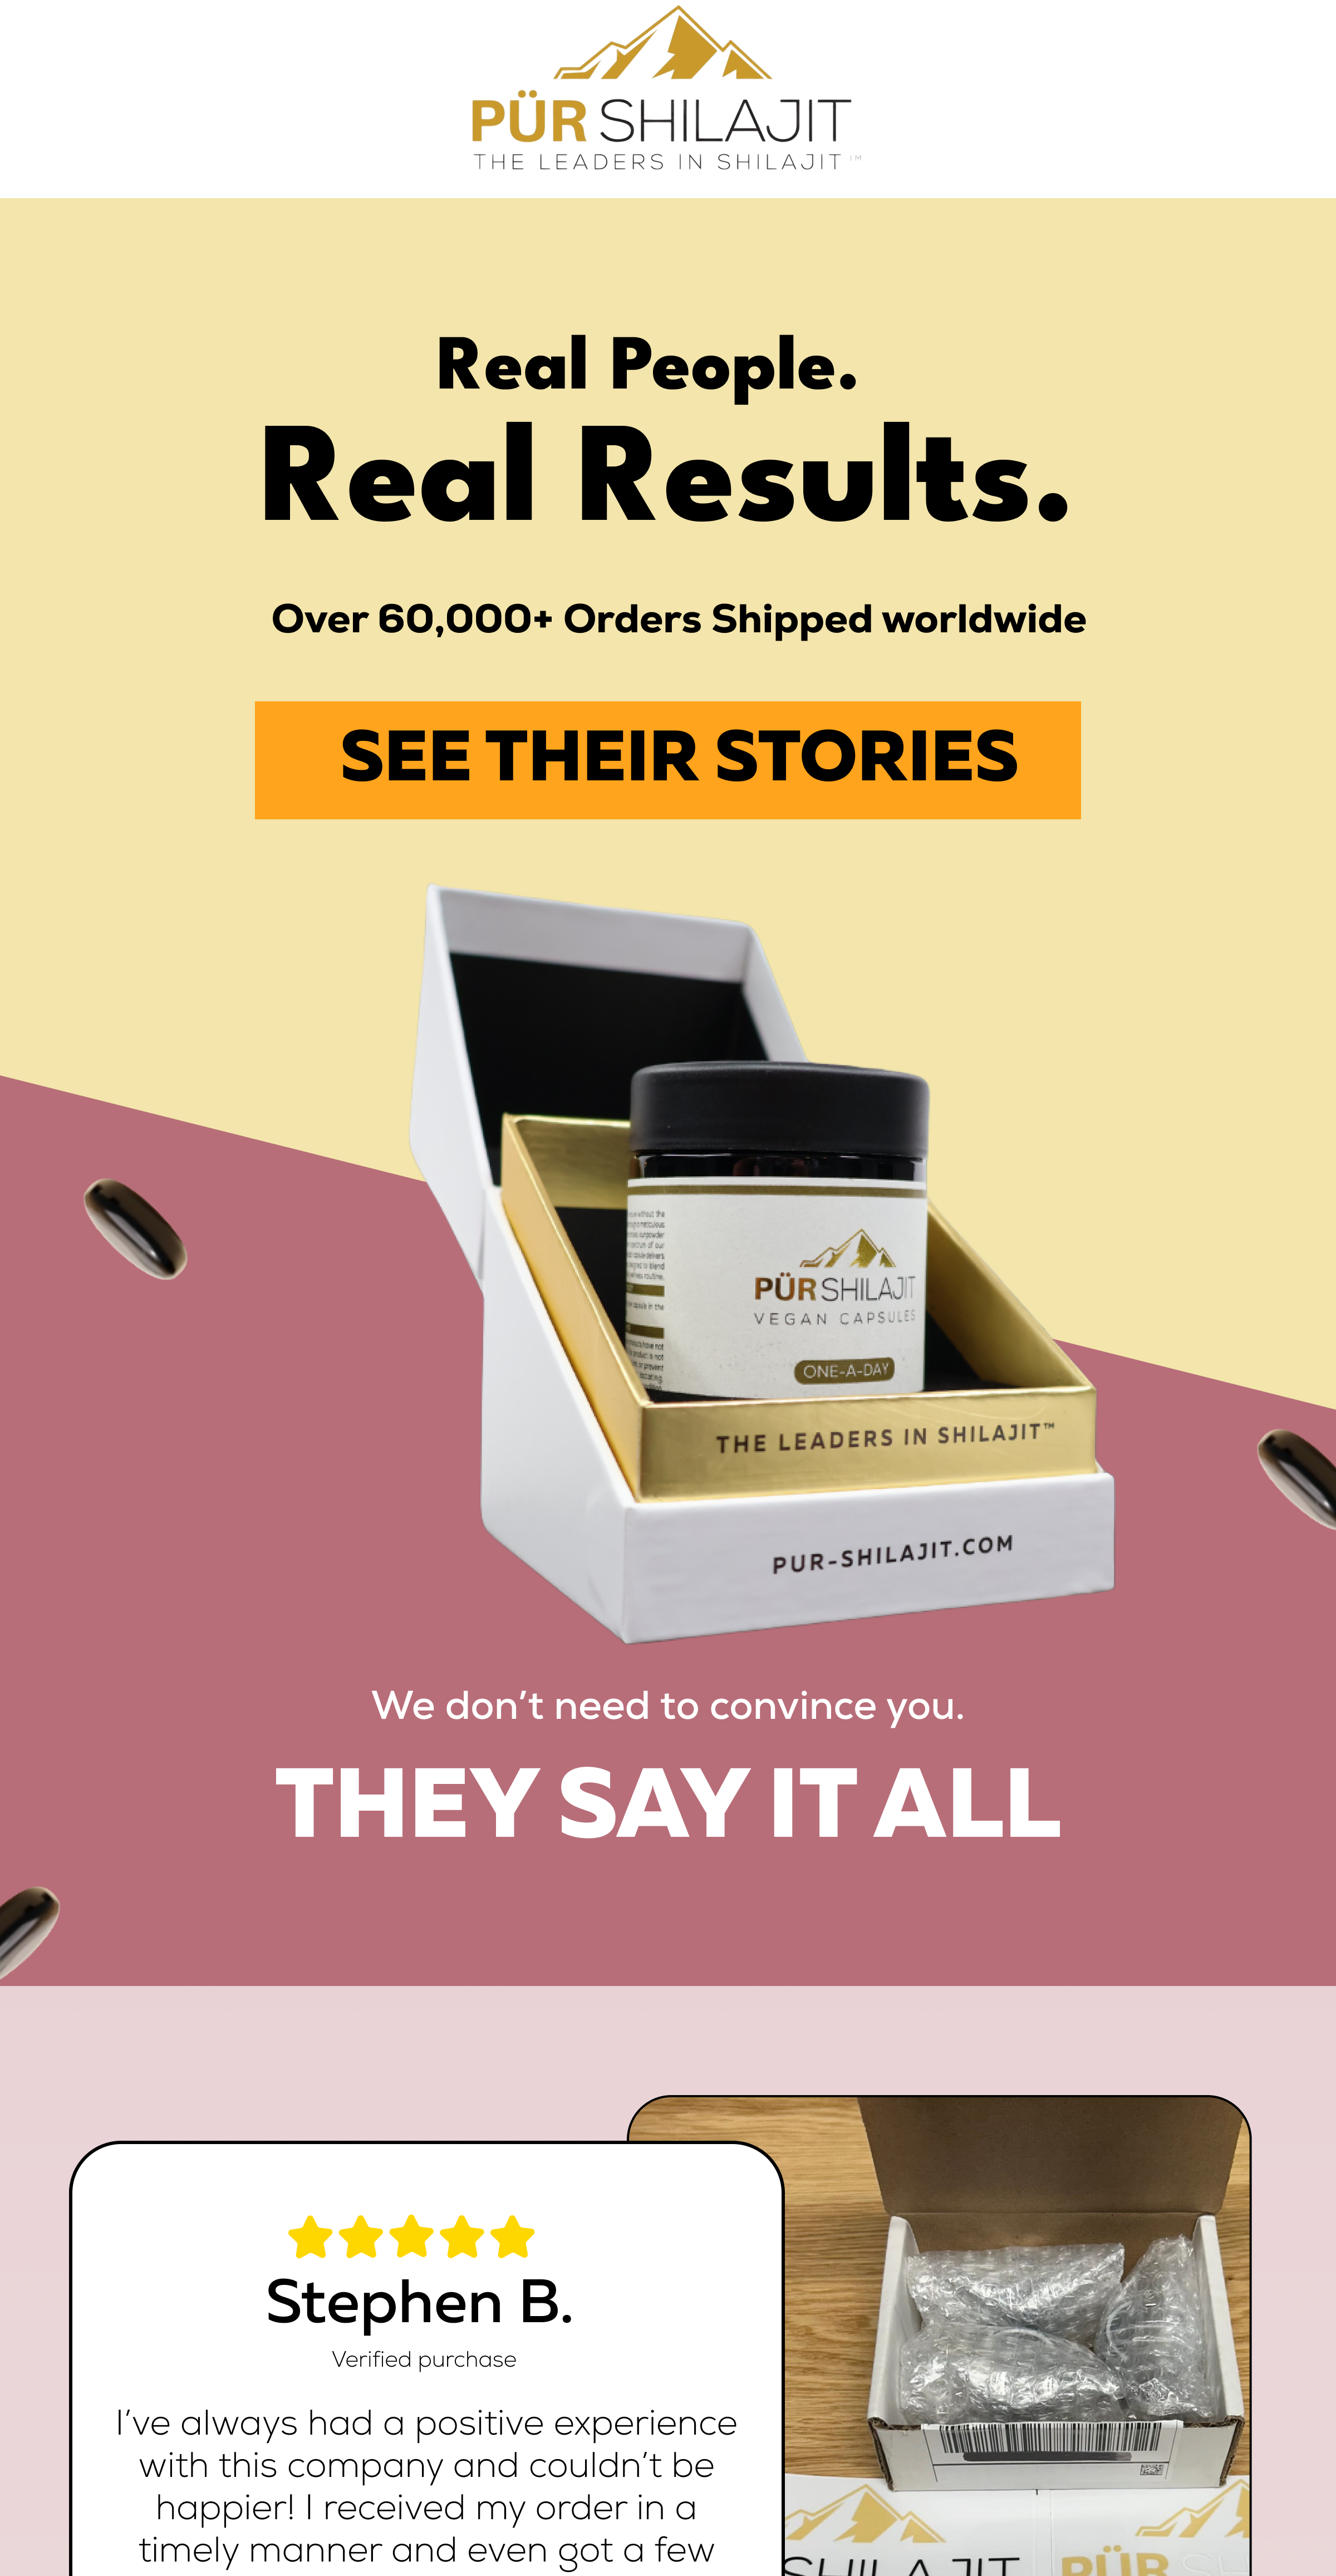 PÜR SHILAJIT
THE LEADERS IN SHILAJIT™
Real People.
Real Results.
Over 60,000+ Orders Shipped worldwide
SEE THEIR STORIES
PÜR SHILAJIT
VEGAN CAPSULES
ONE-A-DAY
THE LEADERS IN SHILAJIT™
PUR-SHILAJIT.COM
We don’t need to convince you.
THEY SAY IT ALL
Stephen B.
Verified purchase
I’ve always had a positive experience
with this company and couldn’t be
happier! I received my order in a
timely manner and even got a few
PÜR